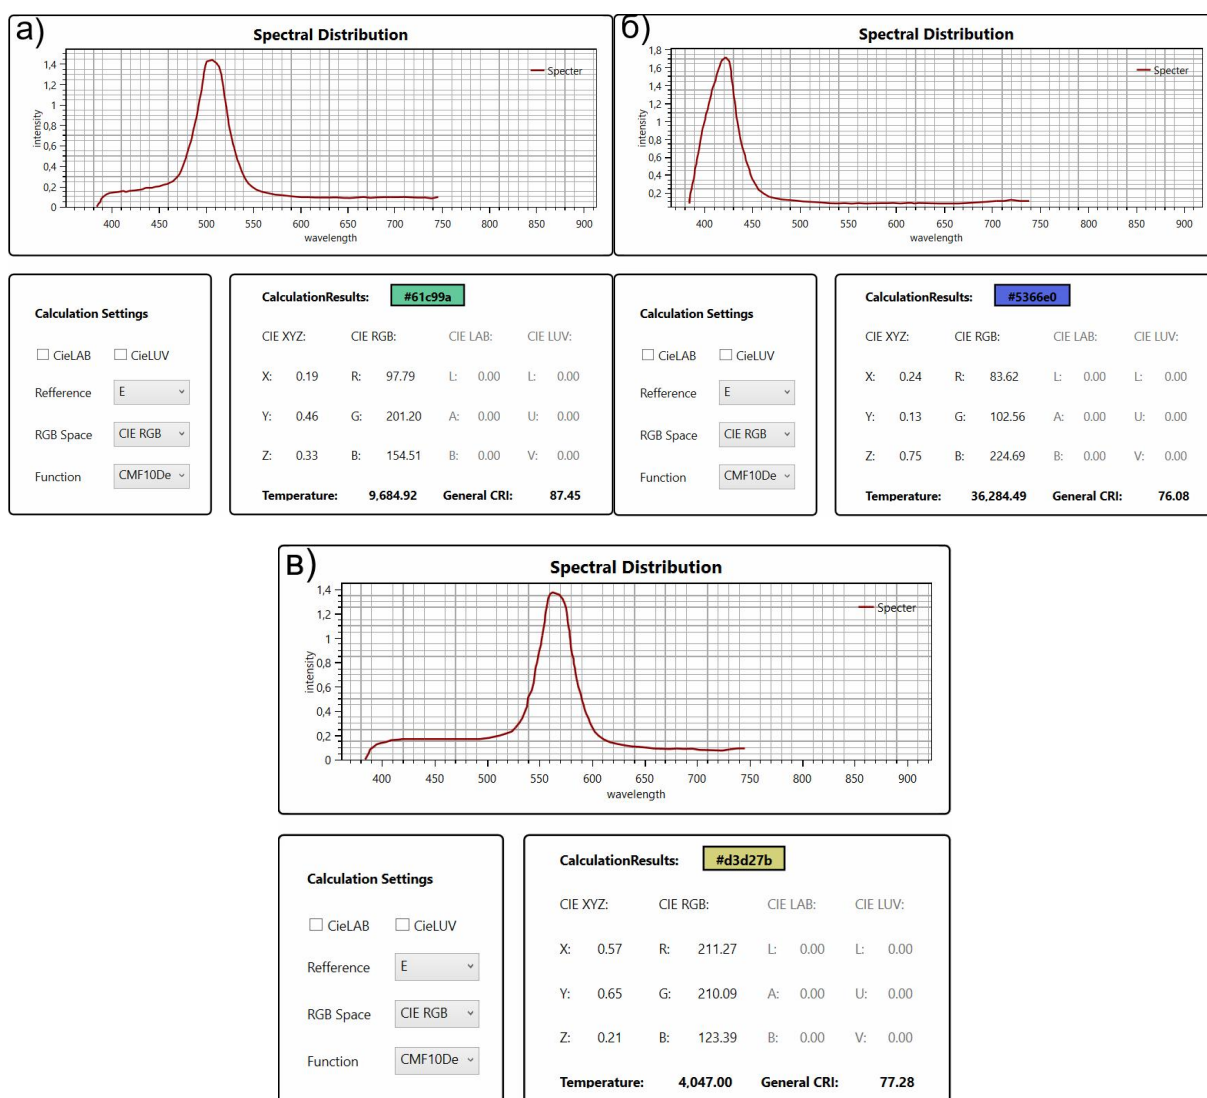 а)
Spectral Distribution
1,4
1,2
1
0,8
0,6
0,4
0,2
0
intensity
Specter
400 450 500 550 600 650 700 750 800 850 900
wavelength
Calculation Settings
CieLAB CieLUV
Refference E
RGB Space CIE RGB
Function CMF10De
CalculationResults: #61c99a
CIE XYZ: CIE RGB: CIE LAB: CIE LUV:
X: 0.19 R: 97.79 L: 0.00 L: 0.00
Y: 0.46 G: 201.20 A: 0.00 U: 0.00
Z: 0.33 B: 154.51 B: 0.00 V: 0.00
Temperature: 9,684.92 General CRI: 87.45
б)
Spectral Distribution
1,8
1,6
1,4
1,2
1
0,8
0,6
0,4
0,2
intensity
Specter
400 450 500 550 600 650 700 750 800 850 900
wavelength
Calculation Settings
CieLAB CieLUV
Refference E
RGB Space CIE RGB
Function CMF10De
CalculationResults: #5366e0
CIE XYZ: CIE RGB: CIE LAB: CIE LUV:
X: 0.24 R: 83.62 L: 0.00 L: 0.00
Y: 0.13 G: 102.56 A: 0.00 U: 0.00
Z: 0.75 B: 224.69 B: 0.00 V: 0.00
Temperature: 36,284.49 General CRI: 76.08
в)
Spectral Distribution
1,4
1,2
1
0,8
0,6
0,4
0,2
0
intensity
Specter
400 450 500 550 600 650 700 750 800 850 900
wavelength
Calculation Settings
CieLAB CieLUV
Refference E
RGB Space CIE RGB
Function CMF10De
CalculationResults: #d3d27b
CIE XYZ: CIE RGB: CIE LAB: CIE LUV:
X: 0.57 R: 211.27 L: 0.00 L: 0.00
Y: 0.65 G: 210.09 A: 0.00 U: 0.00
Z: 0.21 B: 123.39 B: 0.00 V: 0.00
Temperature: 4,047.00 General CRI: 77.28